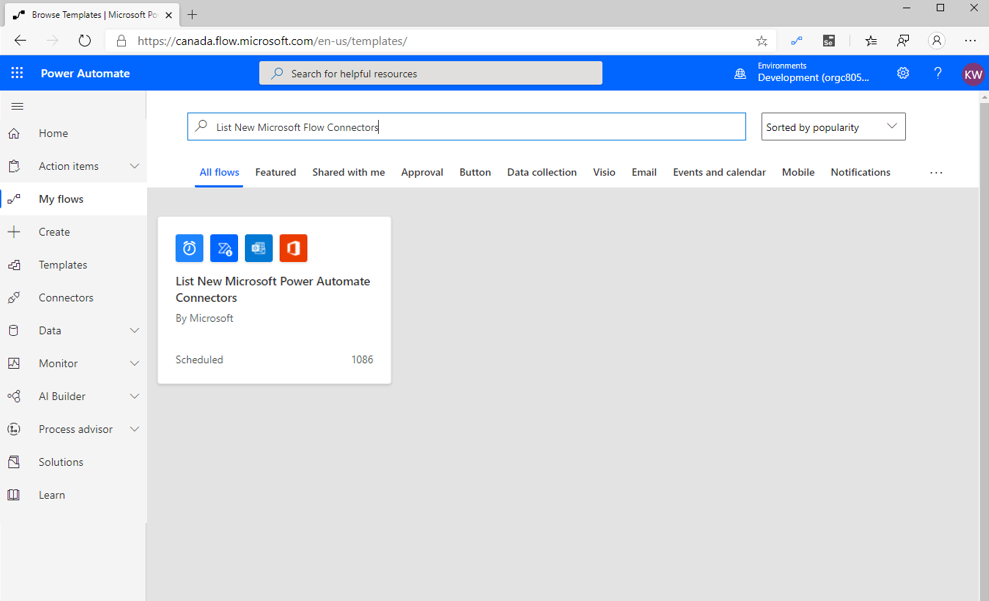 Browse Templates | Microsoft Po
https://canada.flow.microsoft.com/en-us/templates/
Power Automate
Search for helpful resources
Environments
Development (orgc805...
?
KW
Home
Action items
My flows
Create
Templates
Connectors
Data
Monitor
AI Builder
Process advisor
Solutions
Learn
List New Microsoft Flow Connectors
Sorted by popularity
All flows Featured Shared with me Approval Button Data collection Visio Email Events and calendar Mobile Notifications ...
List New Microsoft Power Automate
Connectors
By Microsoft
Scheduled 1086